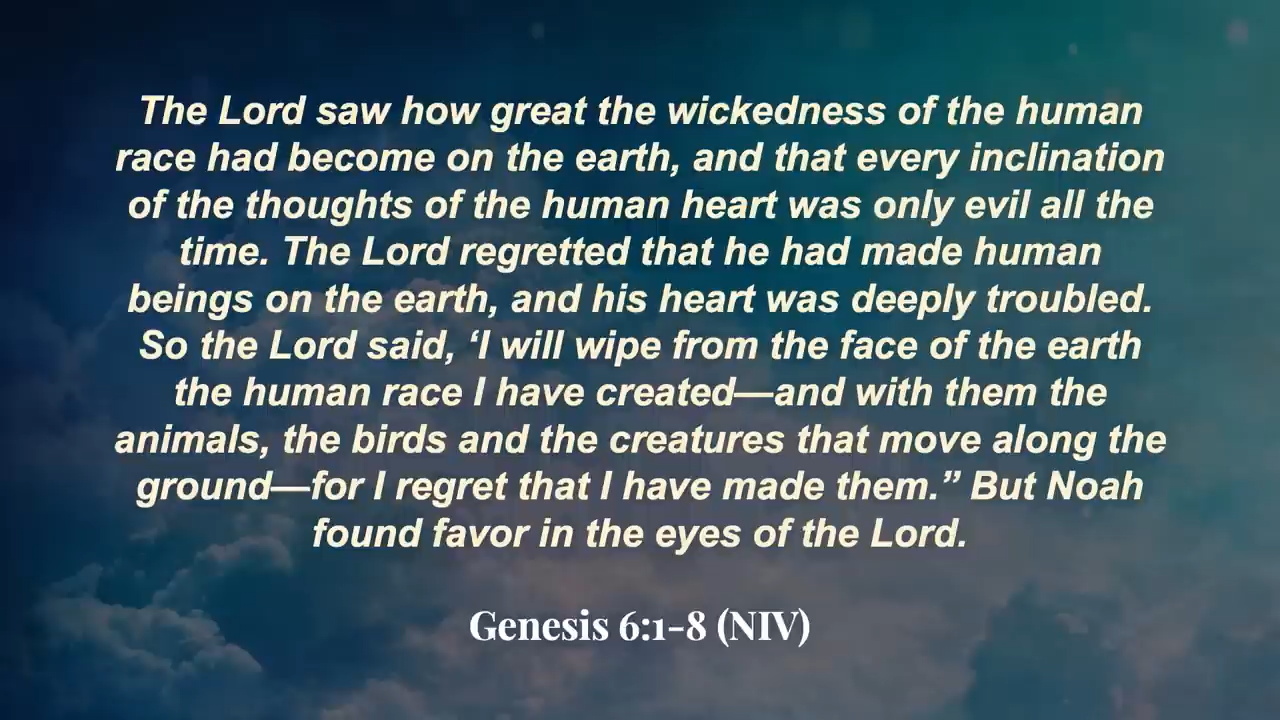 The Lord saw how great the wickedness of the human
race had become on the earth, and that every inclination
of the thoughts of the human heart was only evil all the
time. The Lord regretted that he had made human
beings on the earth, and his heart was deeply troubled.
So the Lord said, ‘I will wipe from the face of the earth
the human race I have created—and with them the
animals, the birds and the creatures that move along the
ground—for I regret that I have made them.” But Noah
found favor in the eyes of the Lord.
Genesis 6:1-8 (NIV)